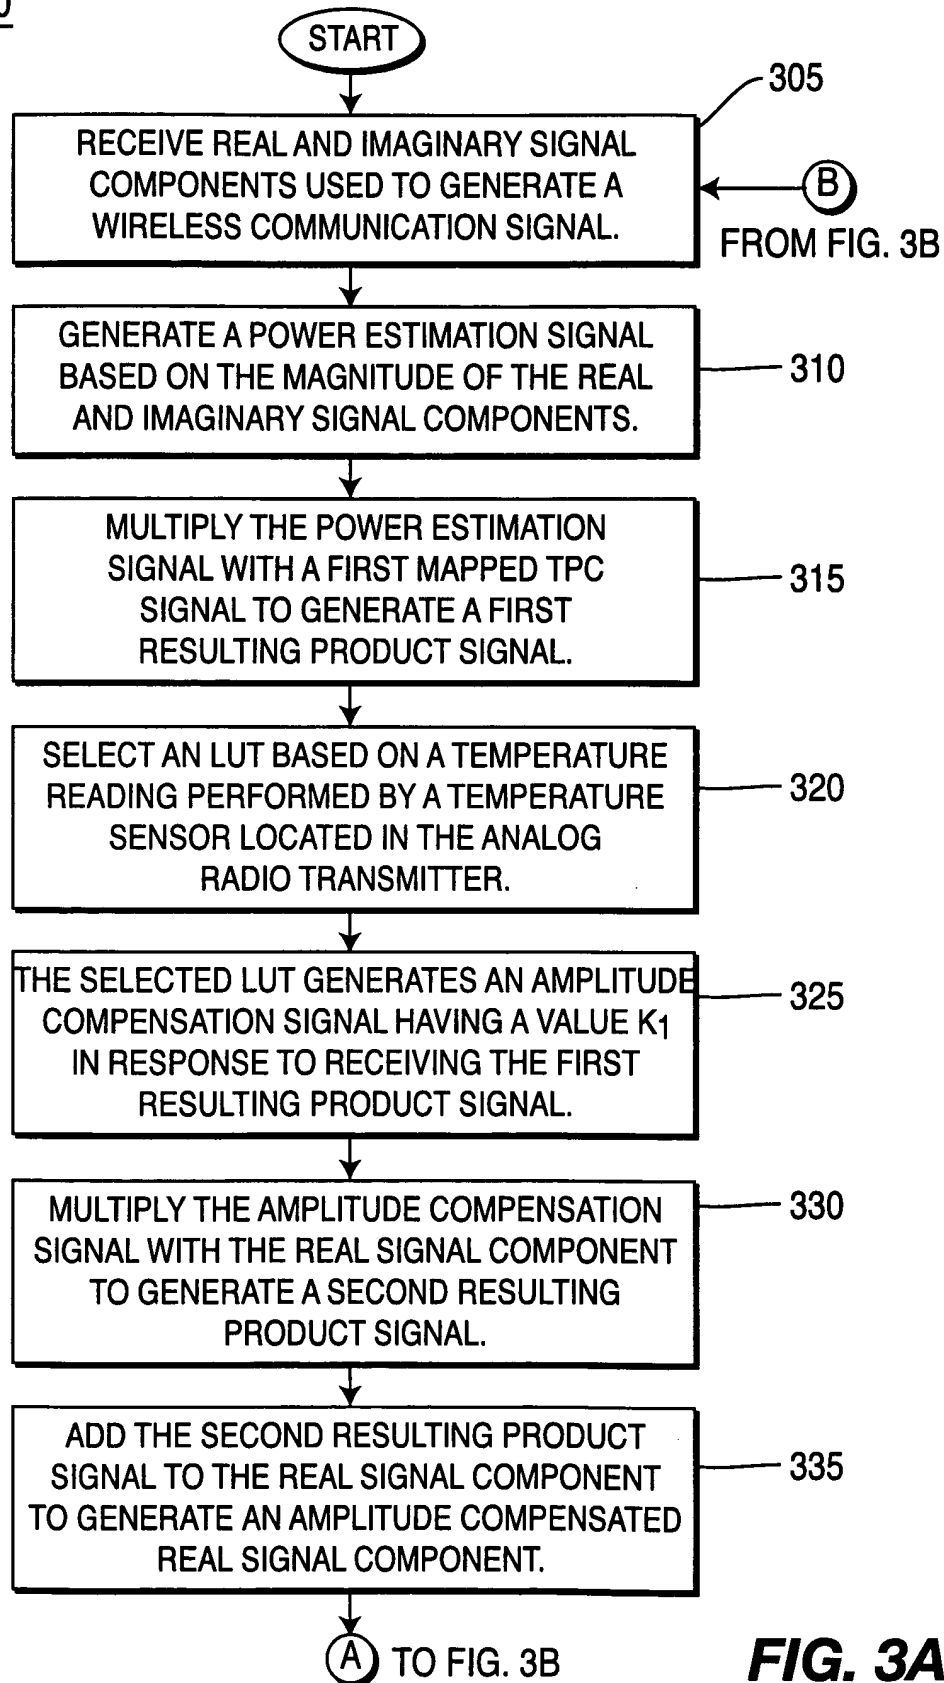 START
305
RECEIVE REAL AND IMAGINARY SIGNAL
COMPONENTS USED TO GENERATE A
WIRELESS COMMUNICATION SIGNAL.
B
FROM FIG. 3B
GENERATE A POWER ESTIMATION SIGNAL
BASED ON THE MAGNITUDE OF THE REAL
AND IMAGINARY SIGNAL COMPONENTS.
310
MULTIPLY THE POWER ESTIMATION
SIGNAL WITH A FIRST MAPPED TPC
SIGNAL TO GENERATE A FIRST
RESULTING PRODUCT SIGNAL.
315
SELECT AN LUT BASED ON A TEMPERATURE
READING PERFORMED BY A TEMPERATURE
SENSOR LOCATED IN THE ANALOG
RADIO TRANSMITTER.
320
THE SELECTED LUT GENERATES AN AMPLITUDE
COMPENSATION SIGNAL HAVING A VALUE K1
IN RESPONSE TO RECEIVING THE FIRST
RESULTING PRODUCT SIGNAL.
325
MULTIPLY THE AMPLITUDE COMPENSATION
SIGNAL WITH THE REAL SIGNAL COMPONENT
TO GENERATE A SECOND RESULTING
PRODUCT SIGNAL.
330
ADD THE SECOND RESULTING PRODUCT
SIGNAL TO THE REAL SIGNAL COMPONENT
TO GENERATE AN AMPLITUDE COMPENSATED
REAL SIGNAL COMPONENT.
335
A TO FIG. 3B
FIG. 3A